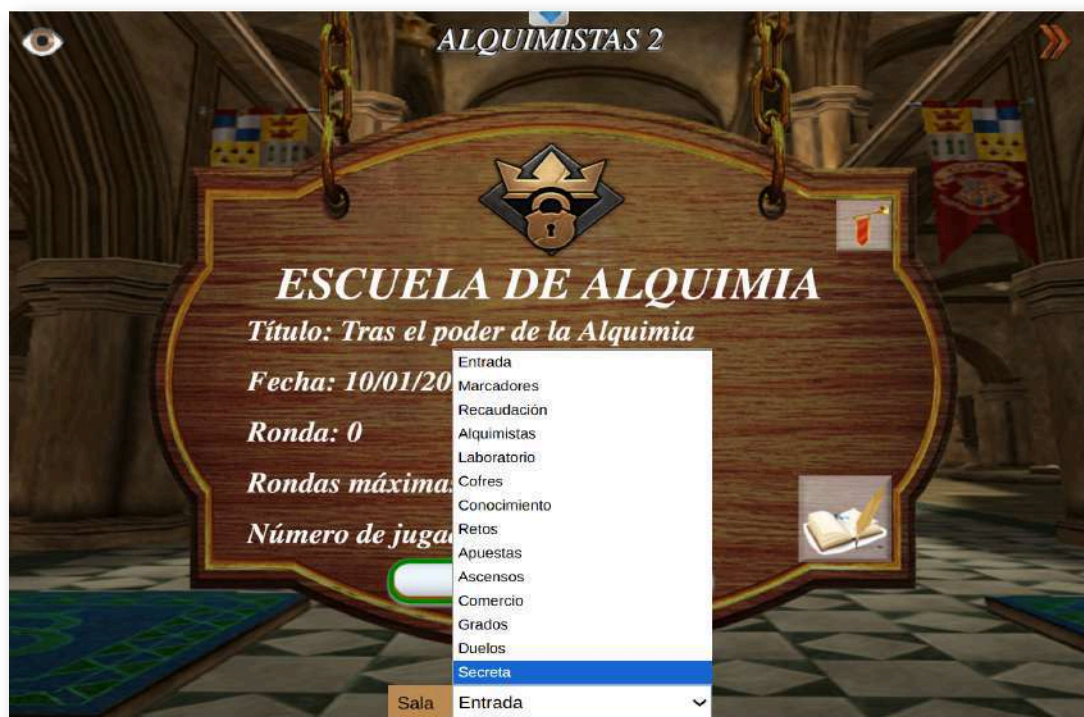 ALQUIMISTAS 2
ESCUELA DE ALQUIMIA
Título: Tras el poder de la Alquimia
Fecha: 10/01/20
Ronda: 0
Rondas máxima
Número de juga
Entrada
Marcadores
Recaudación
Alquimistas
Laboratorio
Cofres
Conocimiento
Retos
Apuestas
Ascensos
Comercio
Grados
Duelos
Secreta
Sala Entrada